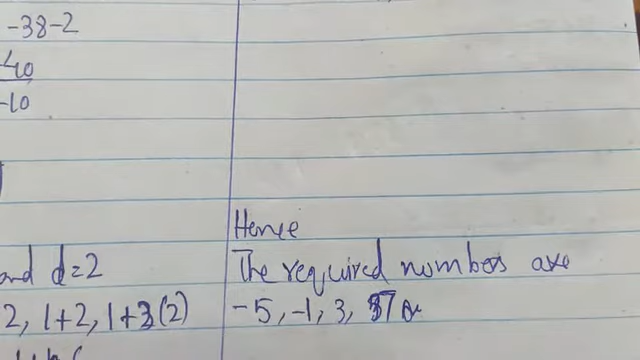 -38-2
-40
-10
Hence
and d=2
The required numbers are
2, 1+2, 1+3(2)
-5, -1, 3, 7 &